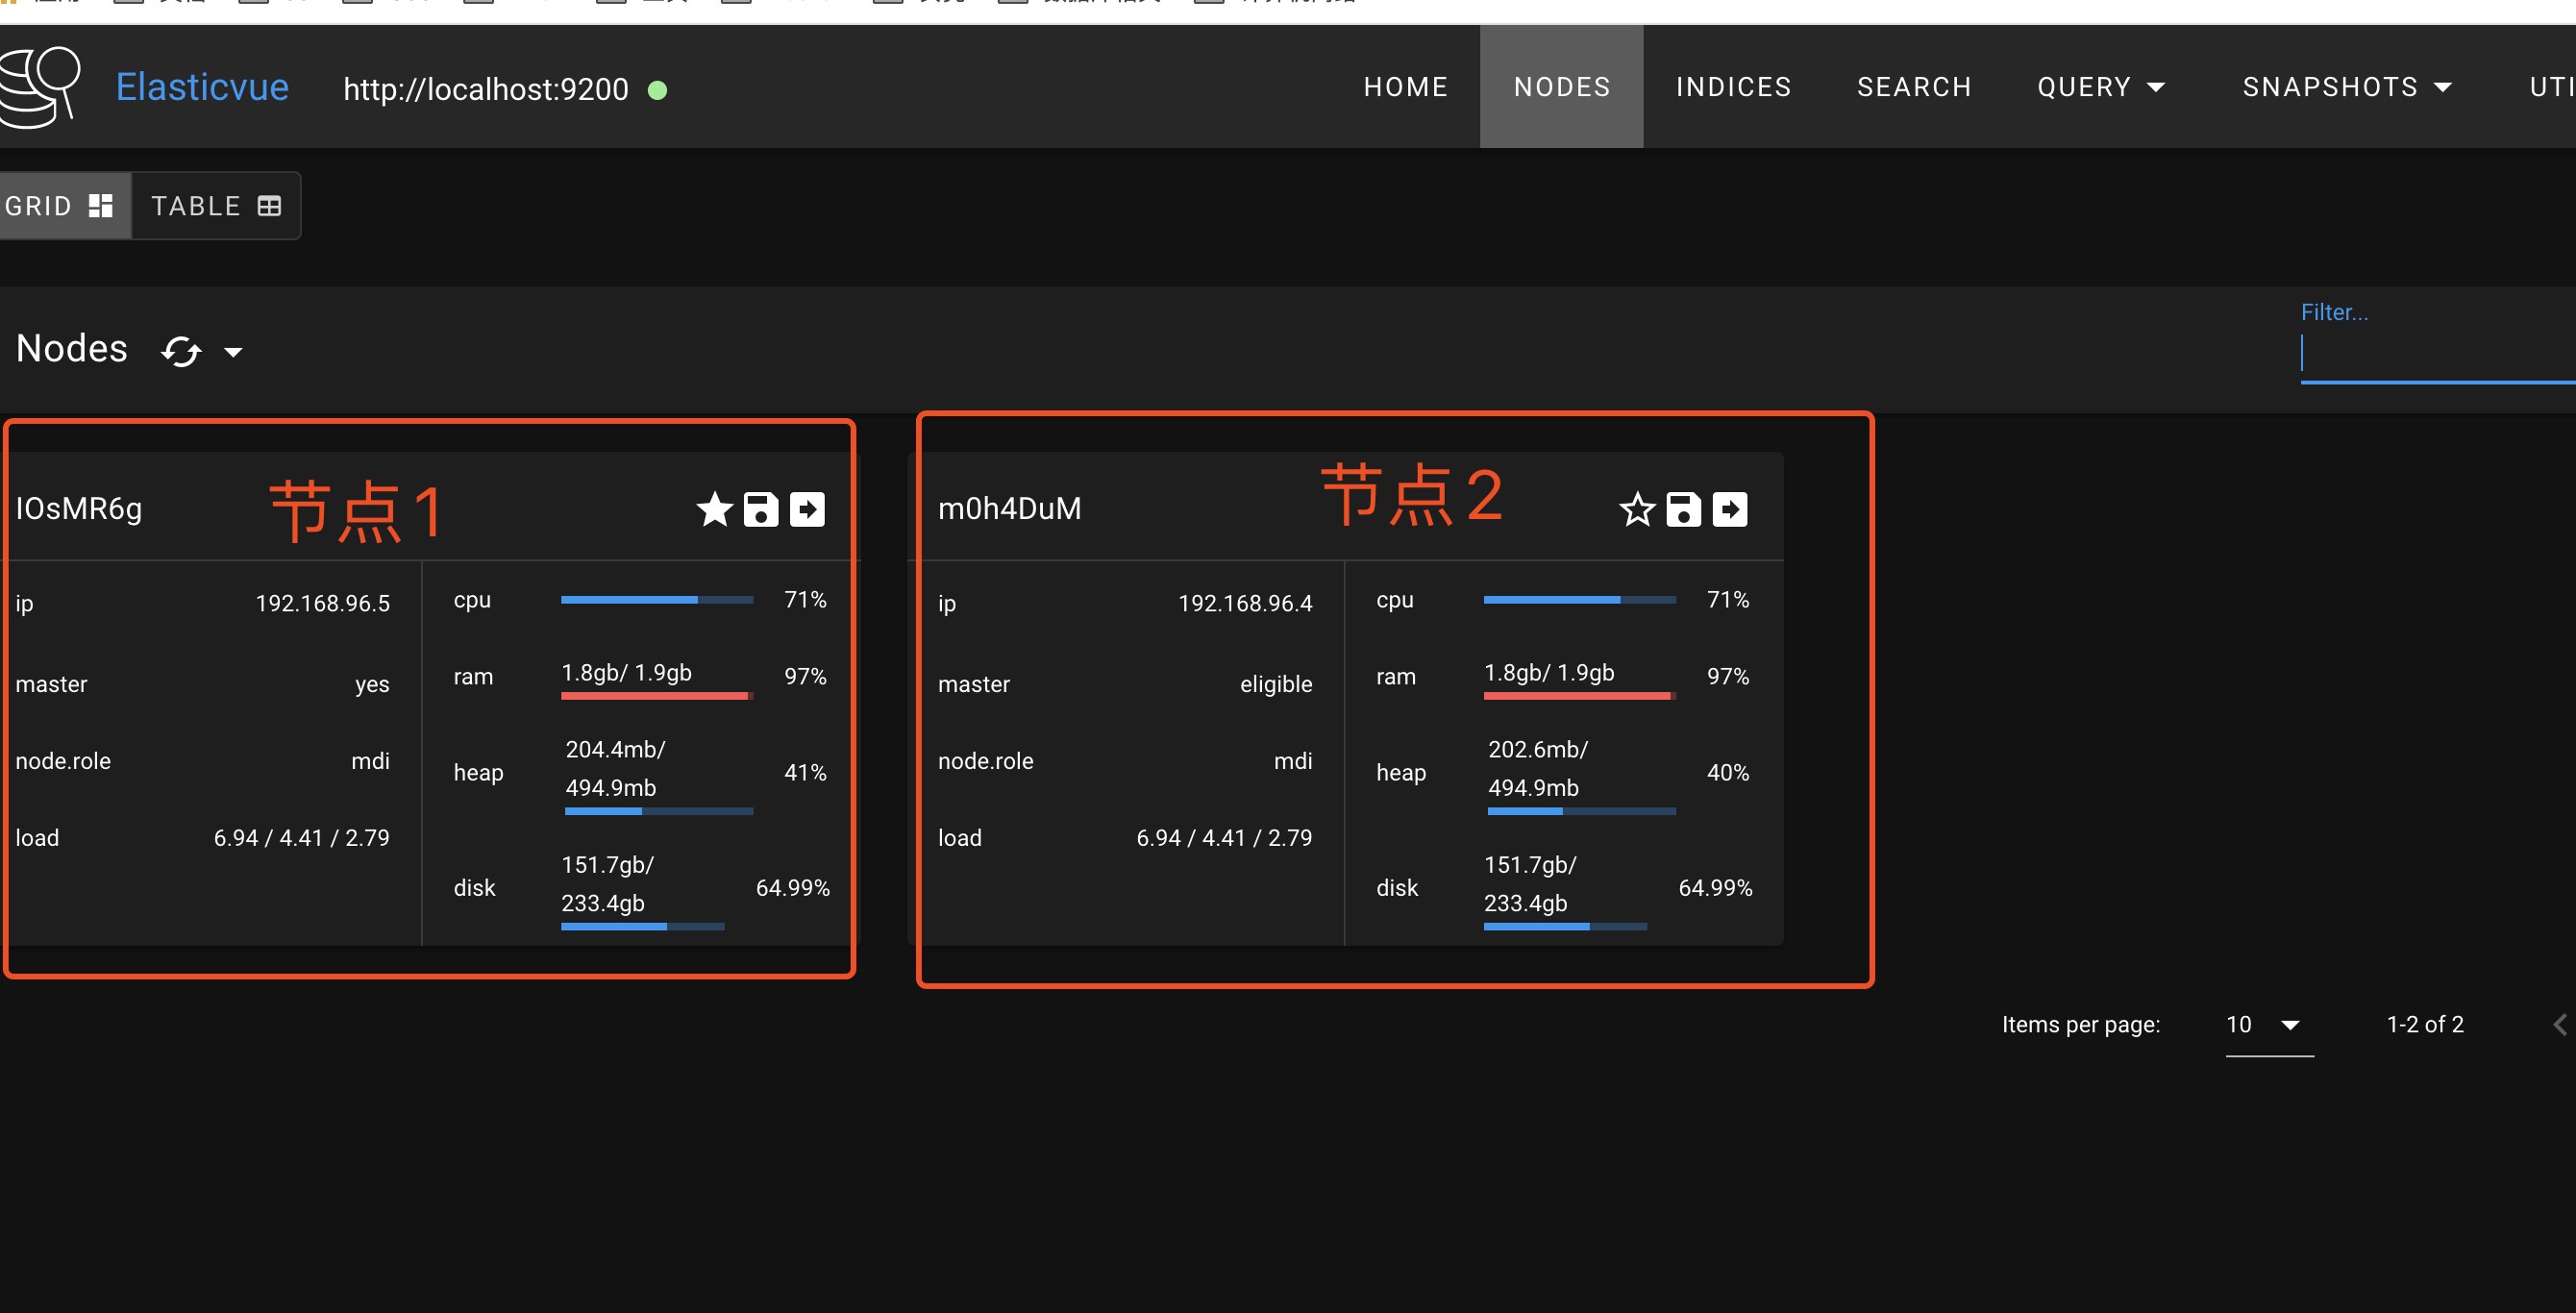 Elasticvue http://localhost:9200 HOME NODES INDICES SEARCH QUERY SNAPSHOTS UTI
GRID TABLE
Filter...
Nodes
IOsMR6g 节点1
ip 192.168.96.5
master yes
node.role mdi
load 6.94 / 4.41 / 2.79
cpu 71%
ram 1.8gb/ 1.9gb 97%
heap 204.4mb/
494.9mb 41%
disk 151.7gb/
233.4gb 64.99%
m0h4DuM 节点2
ip 192.168.96.4
master eligible
node.role mdi
load 6.94 / 4.41 / 2.79
cpu 71%
ram 1.8gb/ 1.9gb 97%
heap 202.6mb/
494.9mb 40%
disk 151.7gb/
233.4gb 64.99%
Items per page: 10 1-2 of 2